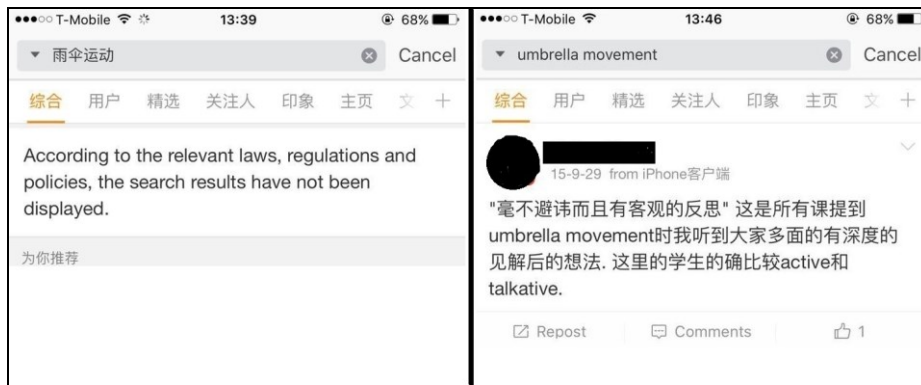 T-Mobile 13:39 68%
雨伞运动 Cancel
综合 用户 精选 关注人 印象 主页 文 +
According to the relevant laws, regulations and
policies, the search results have not been
displayed.
为你推荐
T-Mobile 13:46 68%
umbrella movement Cancel
综合 用户 精选 关注人 印象 主页 文 +
15-9-29 from iPhone客户端
"毫不避讳而且有客观的反思" 这是所有课提到
umbrella movement时我听到大家多面的有深度的
见解后的想法. 这里的学生的确比较active和
talkative.
Repost Comments 1